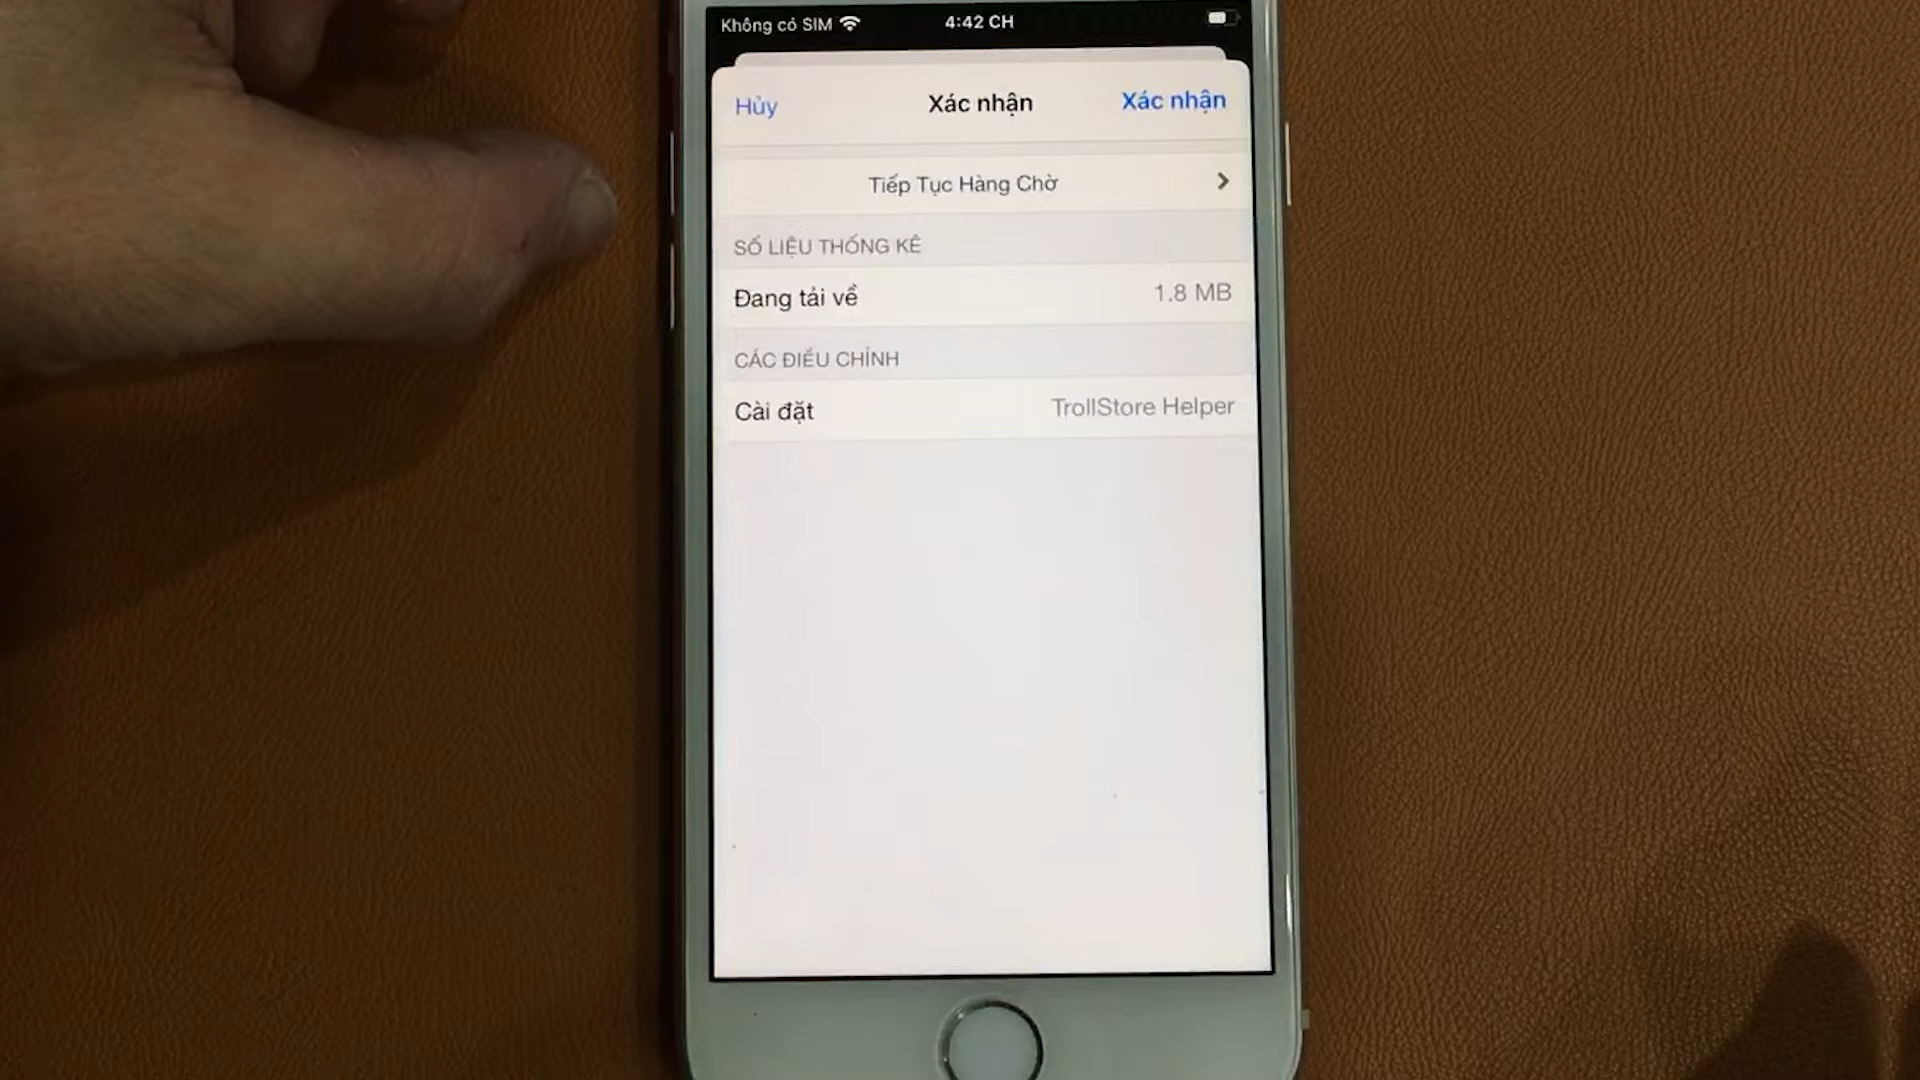 Không có SIM 4:42 CH
Hủy Xác nhận Xác nhận
Tiếp Tục Hàng Chờ
SỐ LIỆU THỐNG KÊ
Đang tải về 1.8 MB
CÁC ĐIỀU CHỈNH
Cài đặt TrollStore Helper